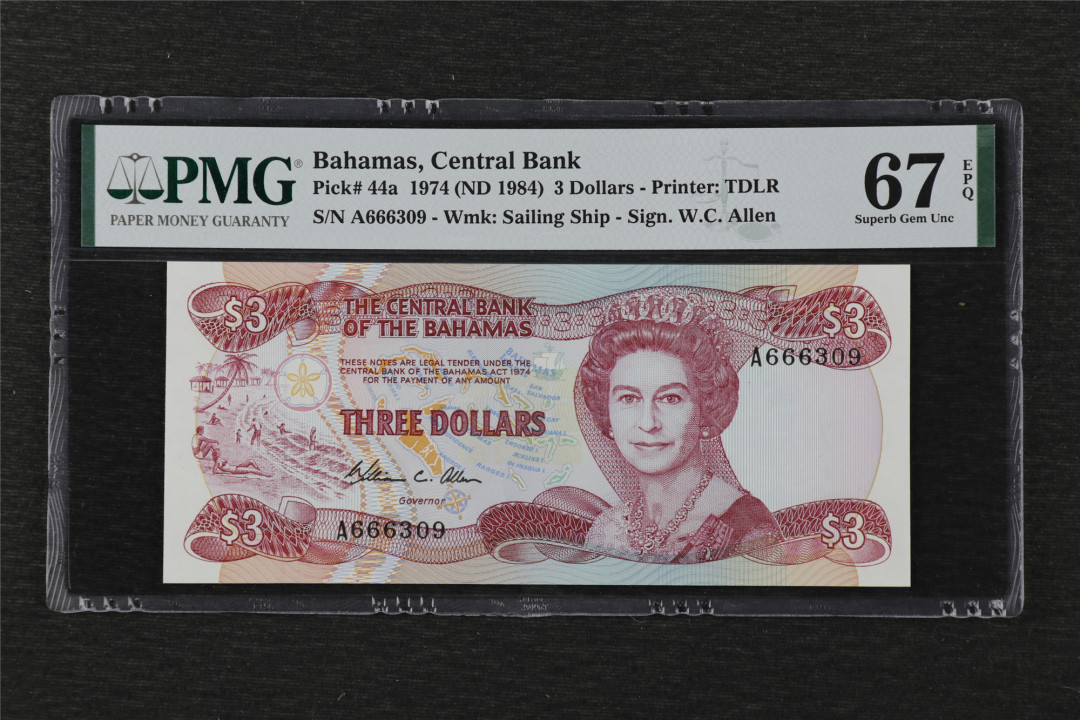 PMG®
PAPER MONEY GUARANTY
Bahamas, Central Bank
Pick# 44a 1974 (ND 1984) 3 Dollars - Printer: TDLR
S/N A666309 - Wmk: Sailing Ship - Sign. W.C. Allen
67
EPQ
Superb Gem Unc
$3
THE CENTRAL BANK
OF THE BAHAMAS
$3
A666309
THESE NOTES ARE LEGAL TENDER UNDER THE
CENTRAL BANK OF THE BAHAMAS ACT 1974
FOR THE PAYMENT OF ANY AMOUNT
THREE DOLLARS
William C. Allen
Governor
$3
A666309
$3